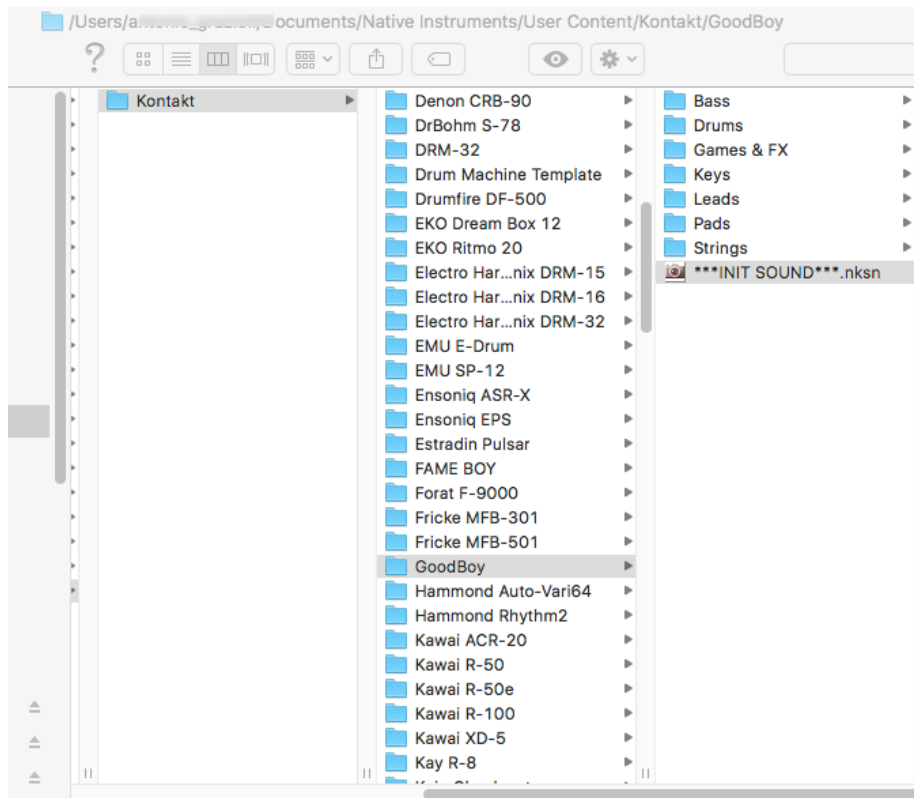 /Users/a ocuments/Native Instruments/User Content/Kontakt/GoodBoy
?
Kontakt
Denon CRB-90
DrBohm S-78
DRM-32
Drum Machine Template
Drumfire DF-500
EKO Dream Box 12
EKO Ritmo 20
Electro Har...nix DRM-15
Electro Har...nix DRM-16
Electro Har...nix DRM-32
EMU E-Drum
EMU SP-12
Ensoniq ASR-X
Ensoniq EPS
Estradin Pulsar
FAME BOY
Forat F-9000
Fricke MFB-301
Fricke MFB-501
GoodBoy
Hammond Auto-Vari64
Hammond Rhythm2
Kawai ACR-20
Kawai R-50
Kawai R-50e
Kawai R-100
Kawai XD-5
Kay R-8
Bass
Drums
Games & FX
Keys
Leads
Pads
Strings
***INIT SOUND***.nksn